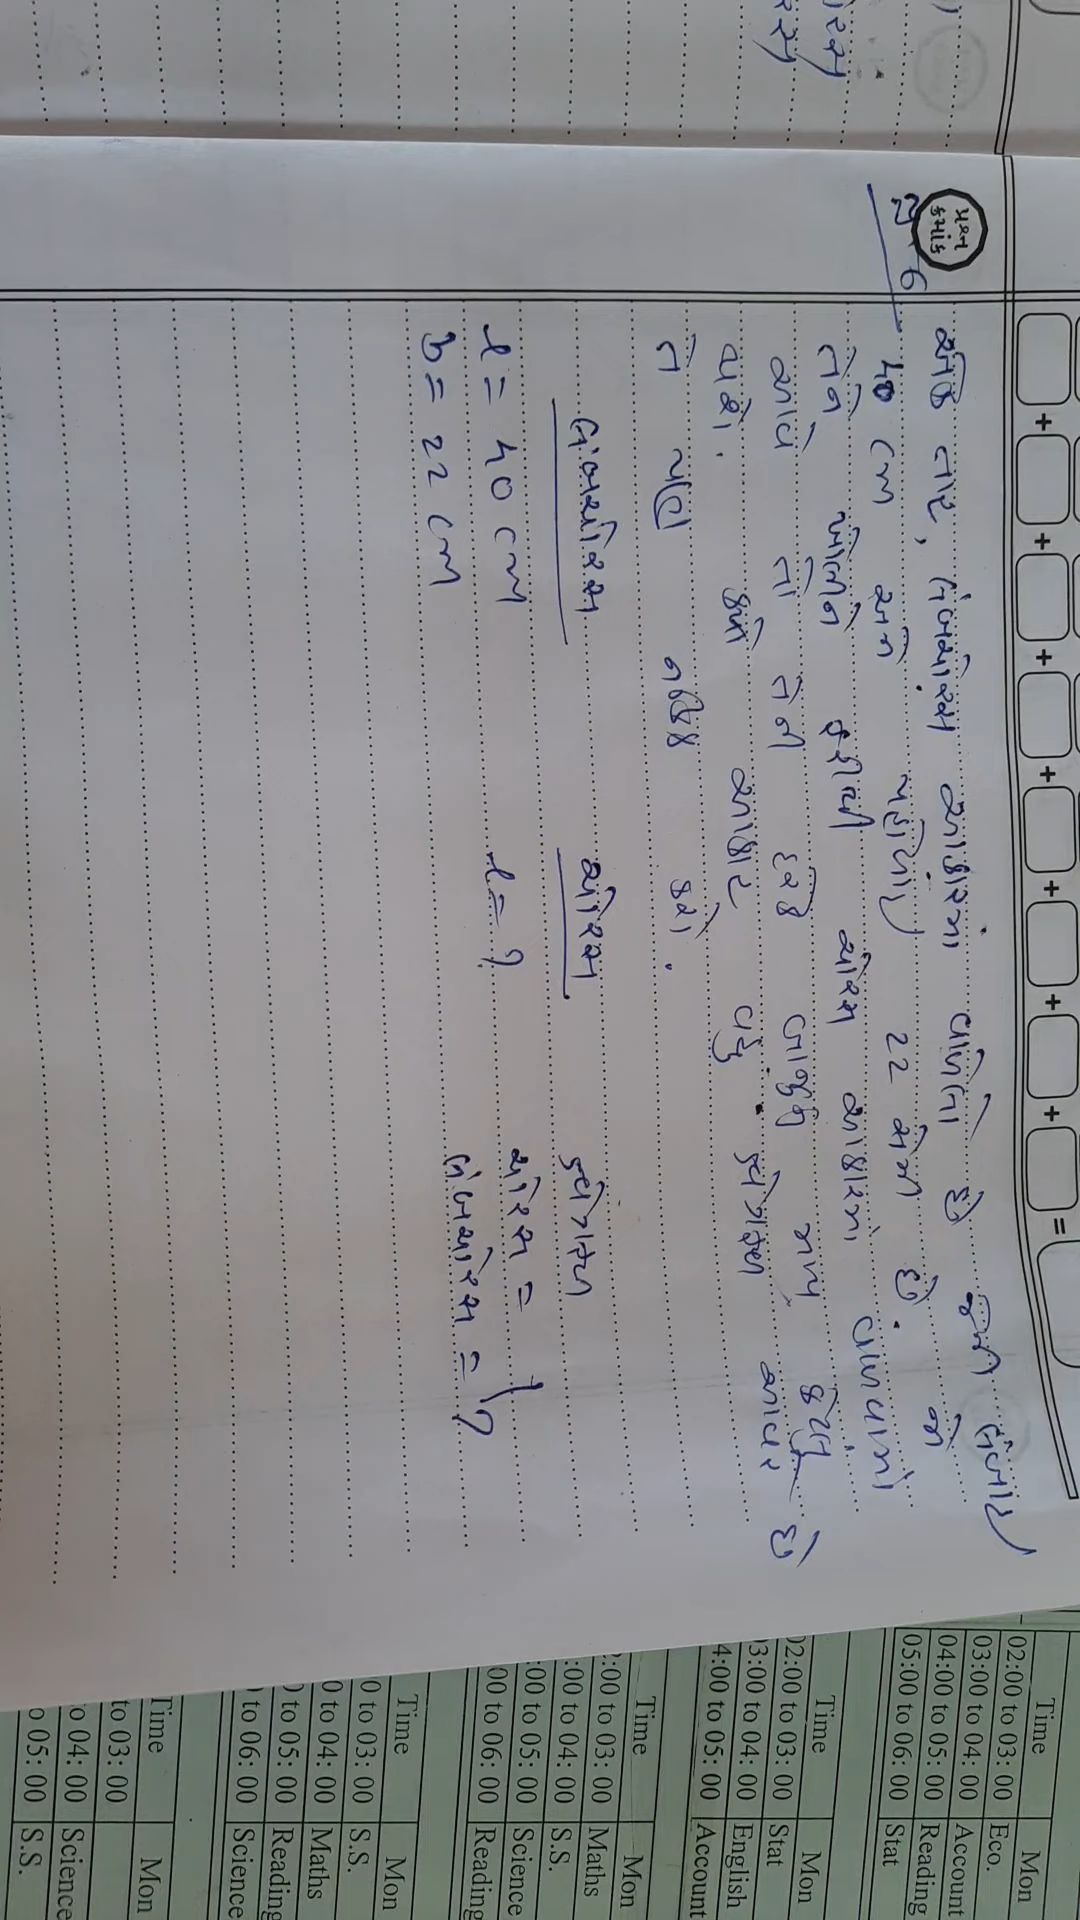 પ્રશ્ન
ક્રમાંક
+ + + + + + + =
6
એક તાર, લંબચોરસ આકારમાં વાળેલો છે. જેની લંબાઈ
40 cm અને પહોળાઈ 22 સેમી છે. જો
તેને ખોલીને ફરીથી ચોરસ આકારમાં વાળવામાં
આવે તો તેની દરેક બાજુનું માપ કેટલું
થશે. કયો આકાર વધુ ક્ષેત્રફળ આવરે છે
તે પણ નક્કિ કરો.
લંબચોરસ ચોરસ ક્ષેત્રફળ
l = 40 cm l = ? ચોરસ =
b = 22 cm લંબચોરસ = ?
Time Mon
02:00 to 03:00 Eco.
03:00 to 04:00 Account
04:00 to 05:00 Reading
05:00 to 06:00 Stat
Time Mon
02:00 to 03:00 Stat
03:00 to 04:00 English
4:00 to 05:00 Account
Time Mon
:00 to 03:00 Maths
:00 to 04:00 S.S.
:00 to 05:00 Science
:00 to 06:00 Reading
Time Mon
0 to 03:00 S.S.
0 to 04:00 Maths
0 to 05:00 Reading
0 to 06:00 Science
Time Mon
to 03:00
to 04:00 Science
to 05:00 S.S.